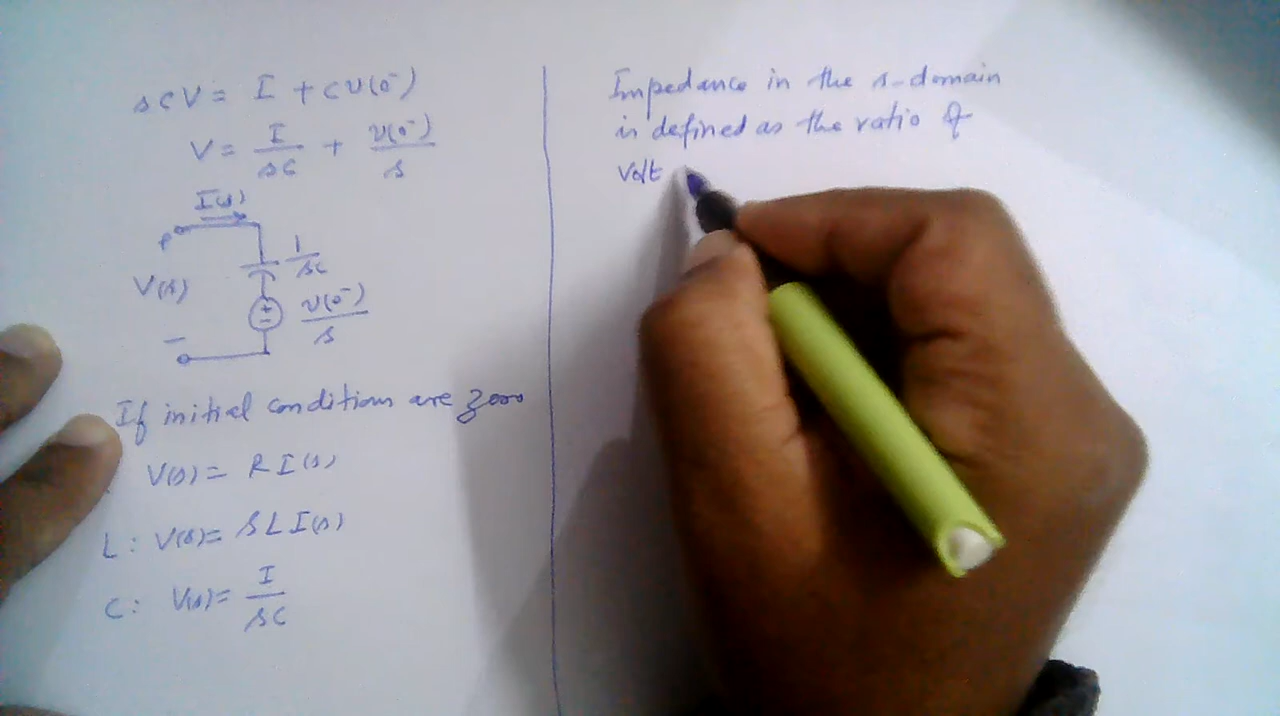 sCV = I + CV(0⁻)
V = I/sC + v(0⁻)/s
I(s)
1/sC
V(s)
+
v(0⁻)/s
−
If initial conditions are zero
V(s) = R I(s)
L: V(s) = sL I(s)
C: V(s) = I/sC
Impedance in the s-domain
is defined as the ratio of
Volt